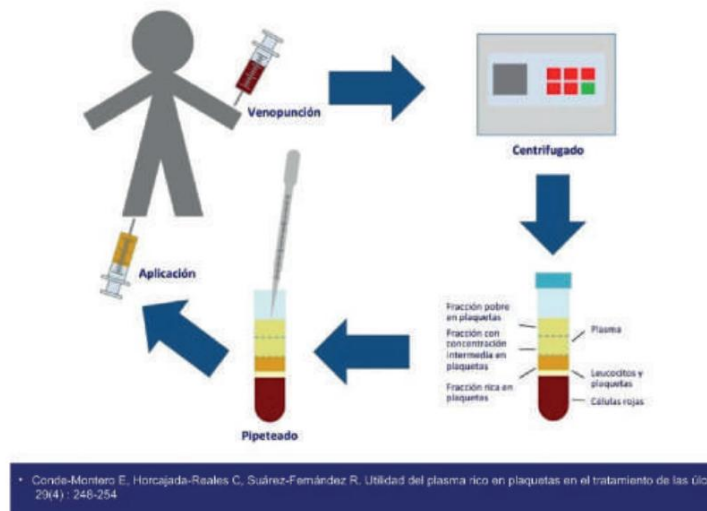 Venopunción
Centrifugado
Aplicación
Pipeteado
Fracción pobre
en plaquetas
Fracción con
concentración
intermedia en
plaquetas
Fracción rica en
plaquetas
Plasma
Leucocitos y
plaquetas
Células rojas
• Conde-Montero E, Horcajada-Reales C, Suárez-Fernández R. Utilidad del plasma rico en plaquetas en el tratamiento de las úlc
29(4) : 248-254